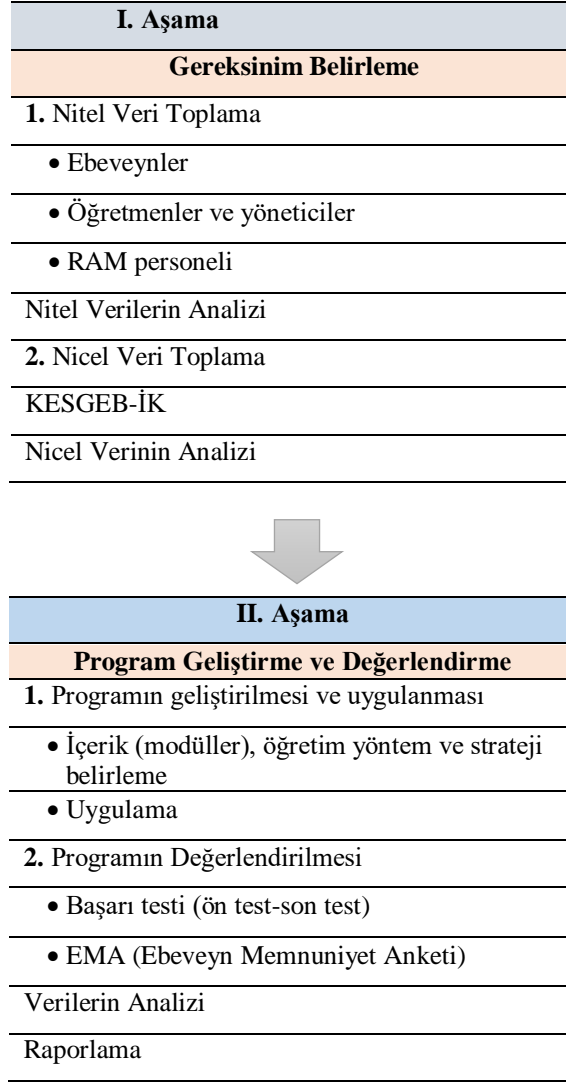 I. Aşama
Gereksinim Belirleme
1. Nitel Veri Toplama
• Ebeveynler
• Öğretmenler ve yöneticiler
• RAM personeli
Nitel Verilerin Analizi
2. Nicel Veri Toplama
KESGEB-İK
Nicel Verinin Analizi
II. Aşama
Program Geliştirme ve Değerlendirme
1. Programın geliştirilmesi ve uygulanması
• İçerik (modüller), öğretim yöntem ve strateji
belirleme
• Uygulama
2. Programın Değerlendirilmesi
• Başarı testi (ön test-son test)
• EMA (Ebeveyn Memnuniyet Anketi)
Verilerin Analizi
Raporlama